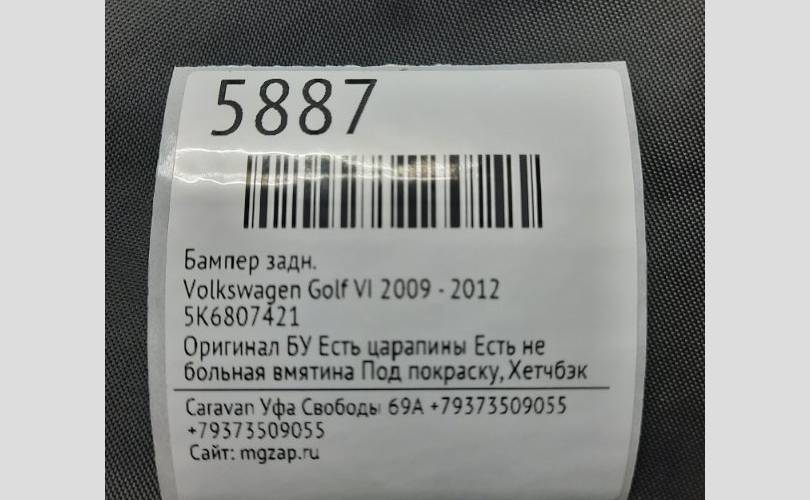 5887
Бампер задн.
Volkswagen Golf VI 2009 - 2012
5K6807421
Оригинал БУ Есть царапины Есть не
больная вмятина Под покраску, Хетчбэк
Caravan Уфа Свободы 69А +79373509055
+79373509055
Сайт: mgzap.ru